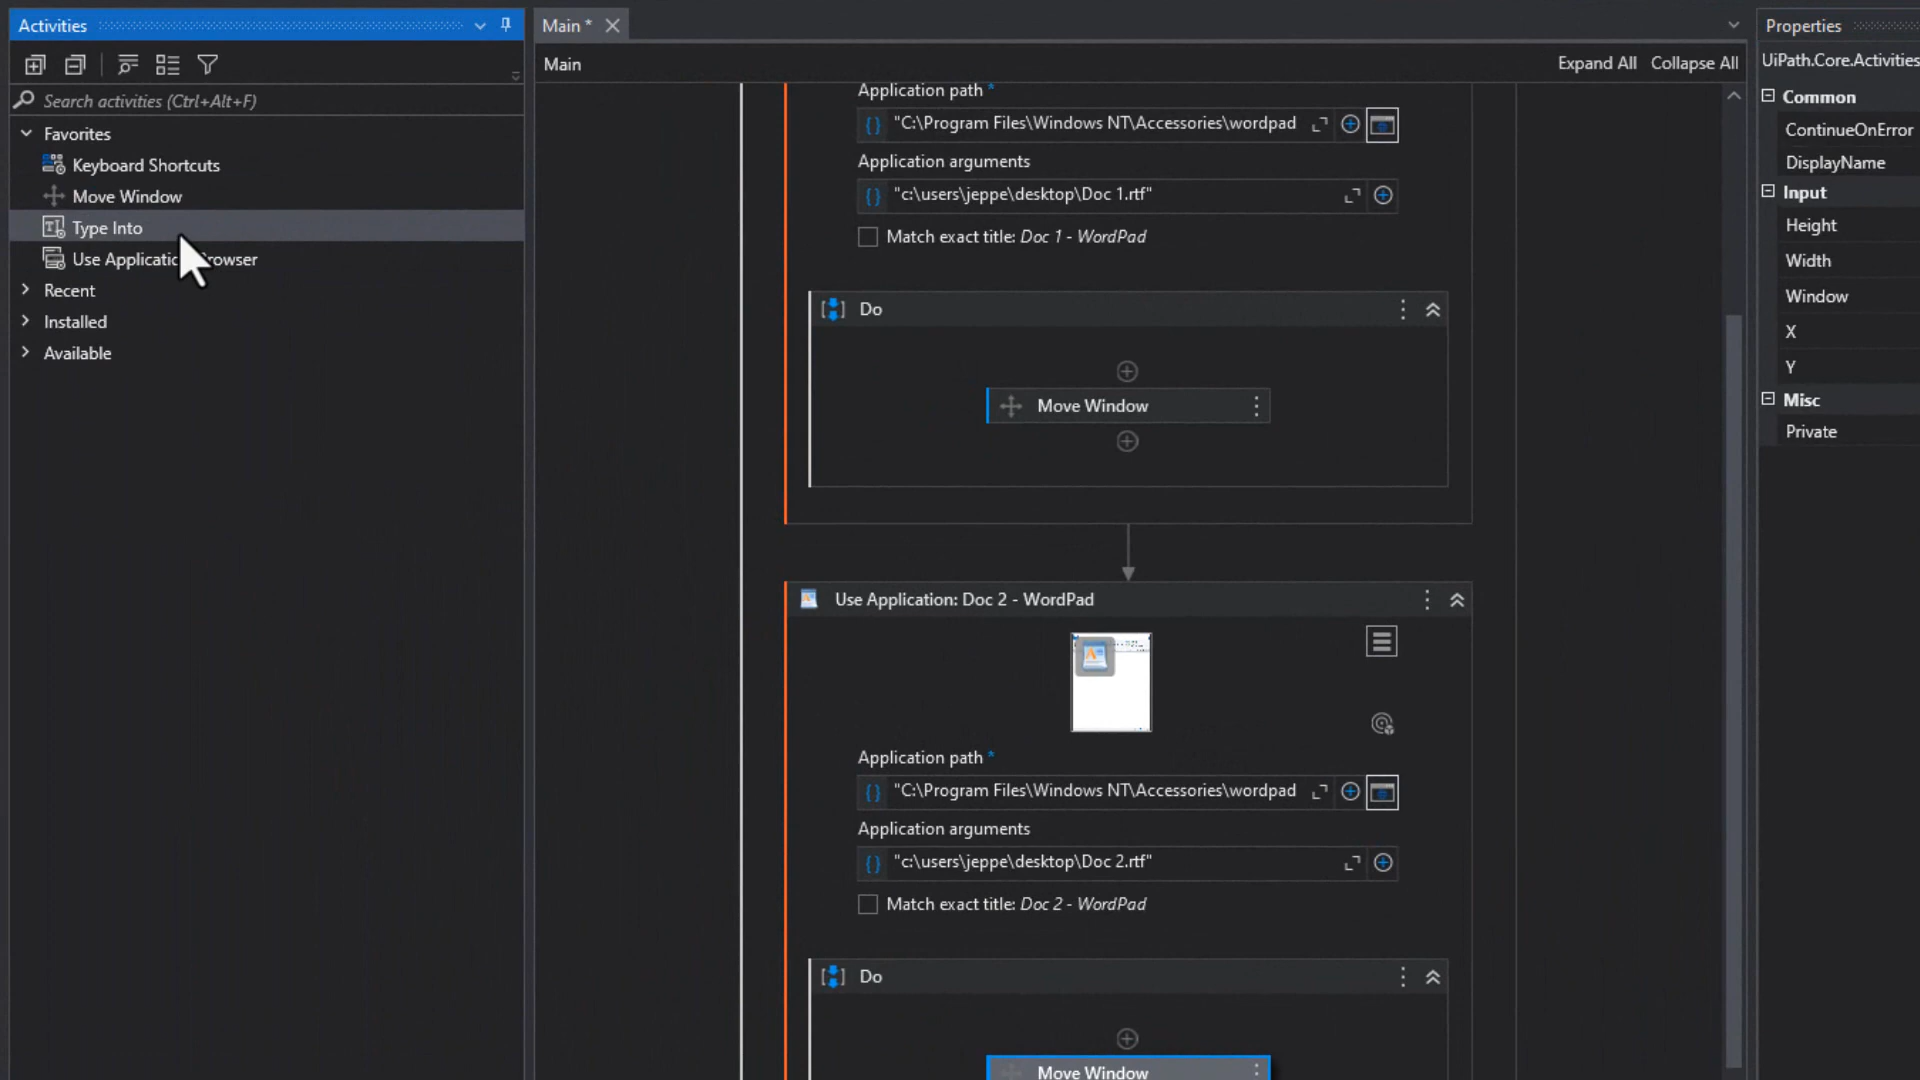 Activities
Search activities (Ctrl+Alt+F)
Favorites
Keyboard Shortcuts
Move Window
Type Into
Recent
Installed
Available
Main *
Main
Expand All Collapse All
Application path *
"C:\Program Files\Windows NT\Accessories\wordpad
Application arguments
"c:\users\jeppe\desktop\Doc 1.rtf"
Match exact title: Doc 1 - WordPad
Do
Move Window
Use Application: Doc 2 - WordPad
Application path *
"C:\Program Files\Windows NT\Accessories\wordpad
Application arguments
"c:\users\jeppe\desktop\Doc 2.rtf"
Match exact title: Doc 2 - WordPad
Do
Move Window
Properties
UiPath.Core.Activities
Common
ContinueOnError
DisplayName
Input
Height
Width
Window
X
Y
Misc
Private